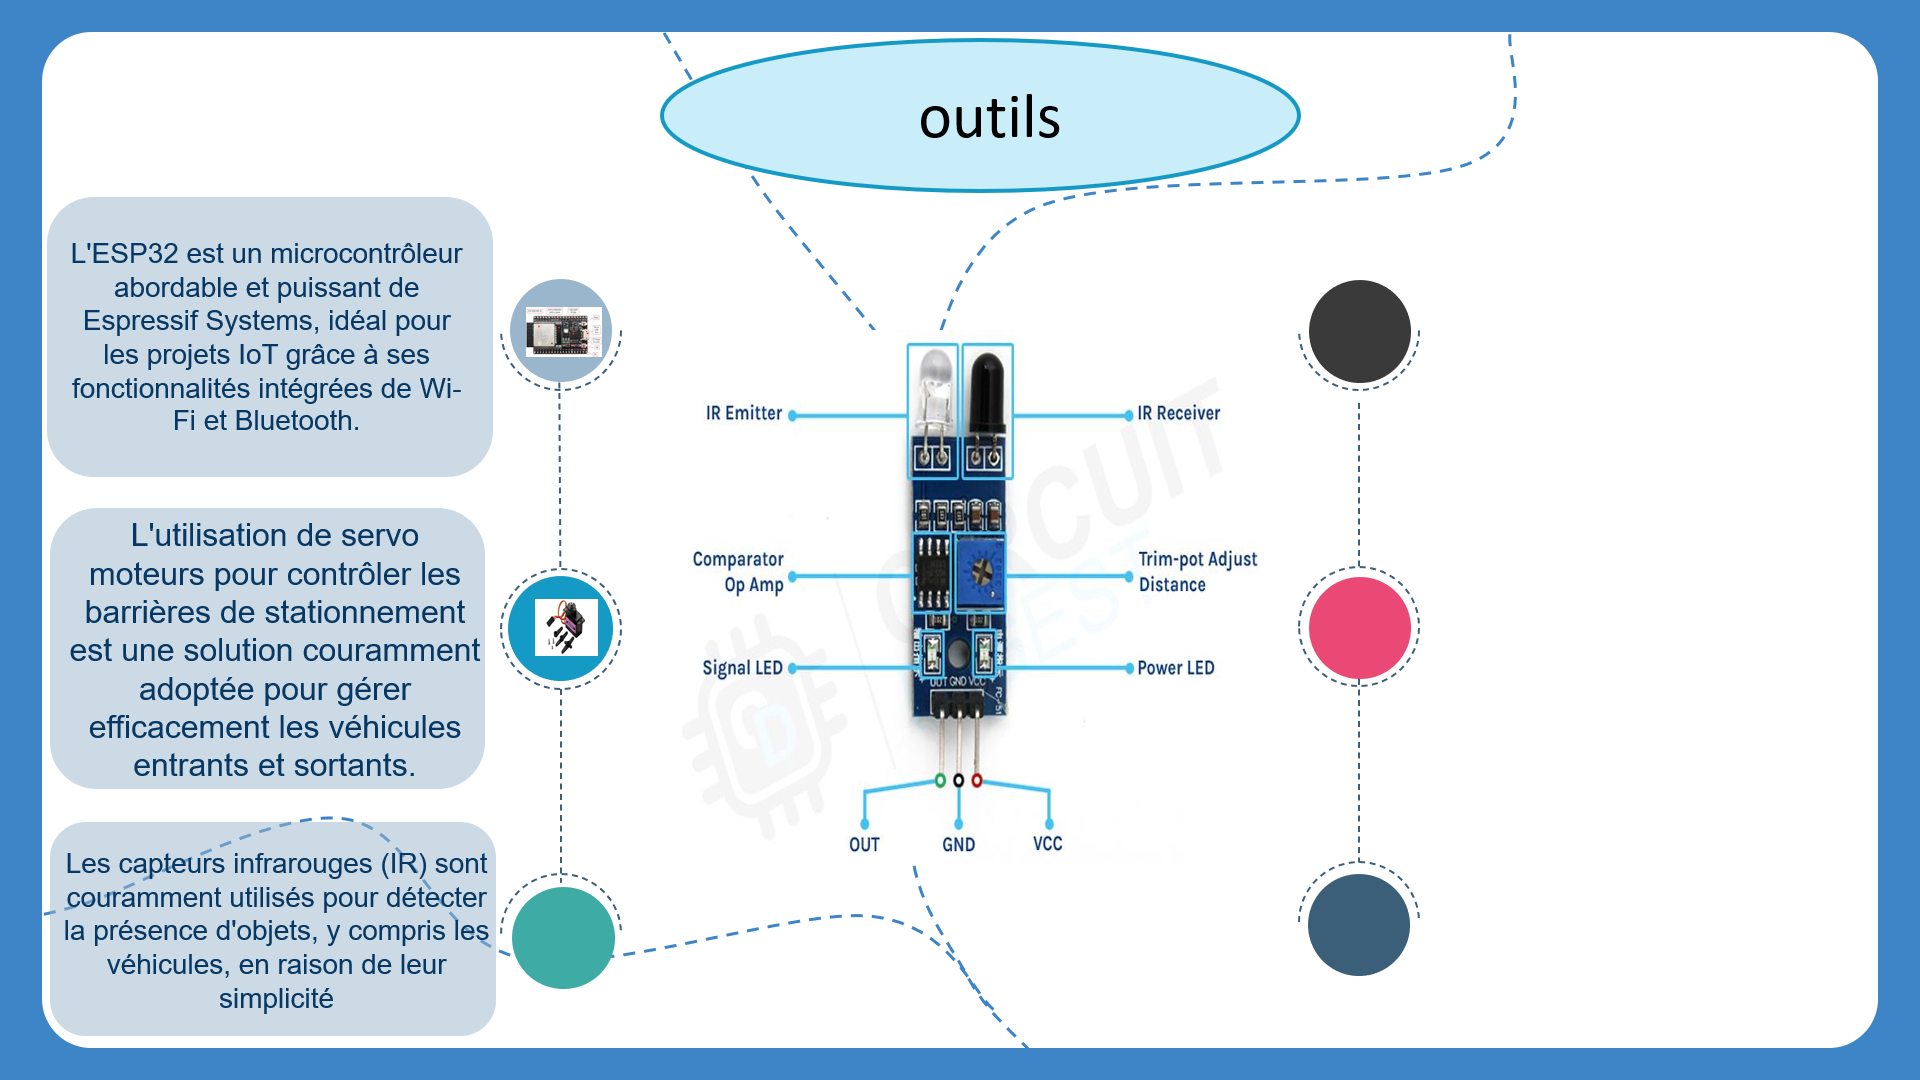 outils
L'ESP32 est un microcontrôleur
abordable et puissant de
Espressif Systems, idéal pour
les projets IoT grâce à ses
fonctionnalités intégrées de Wi-
Fi et Bluetooth.
L'utilisation de servo
moteurs pour contrôler les
barrières de stationnement
est une solution couramment
adoptée pour gérer
efficacement les véhicules
entrants et sortants.
Les capteurs infrarouges (IR) sont
couramment utilisés pour détecter
la présence d'objets, y compris les
véhicules, en raison de leur
simplicité
IR Emitter
IR Receiver
Comparator
Op Amp
Trim-pot Adjust
Distance
Signal LED
Power LED
OUT GND VCC
OUT
GND
VCC
CIRCUIT